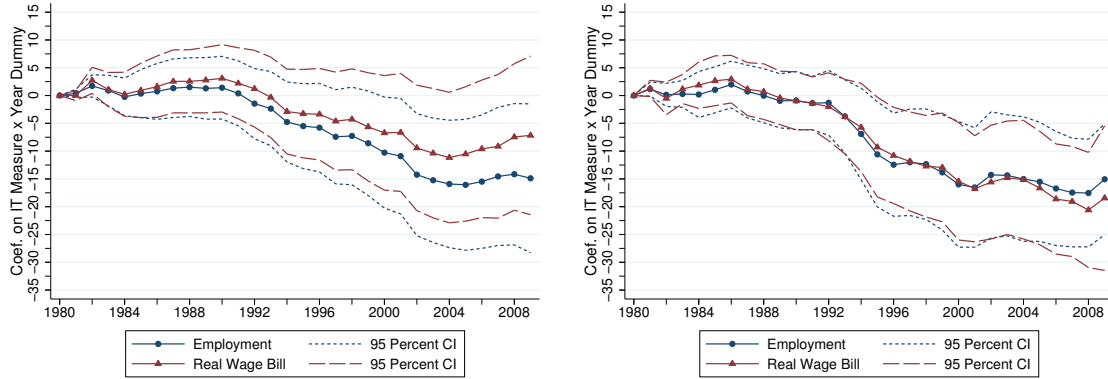 Coef. on IT Measure x Year Dummy
15
10
5
0
−5
−10
−15
−20
−25
−30
−35
1980 1984 1988 1992 1996 2000 2004 2008
Employment 95 Percent CI
Real Wage Bill 95 Percent CI
Coef. on IT Measure x Year Dummy
15
10
5
0
−5
−10
−15
−20
−25
−30
−35
1980 1984 1988 1992 1996 2000 2004 2008
Employment 95 Percent CI
Real Wage Bill 95 Percent CI